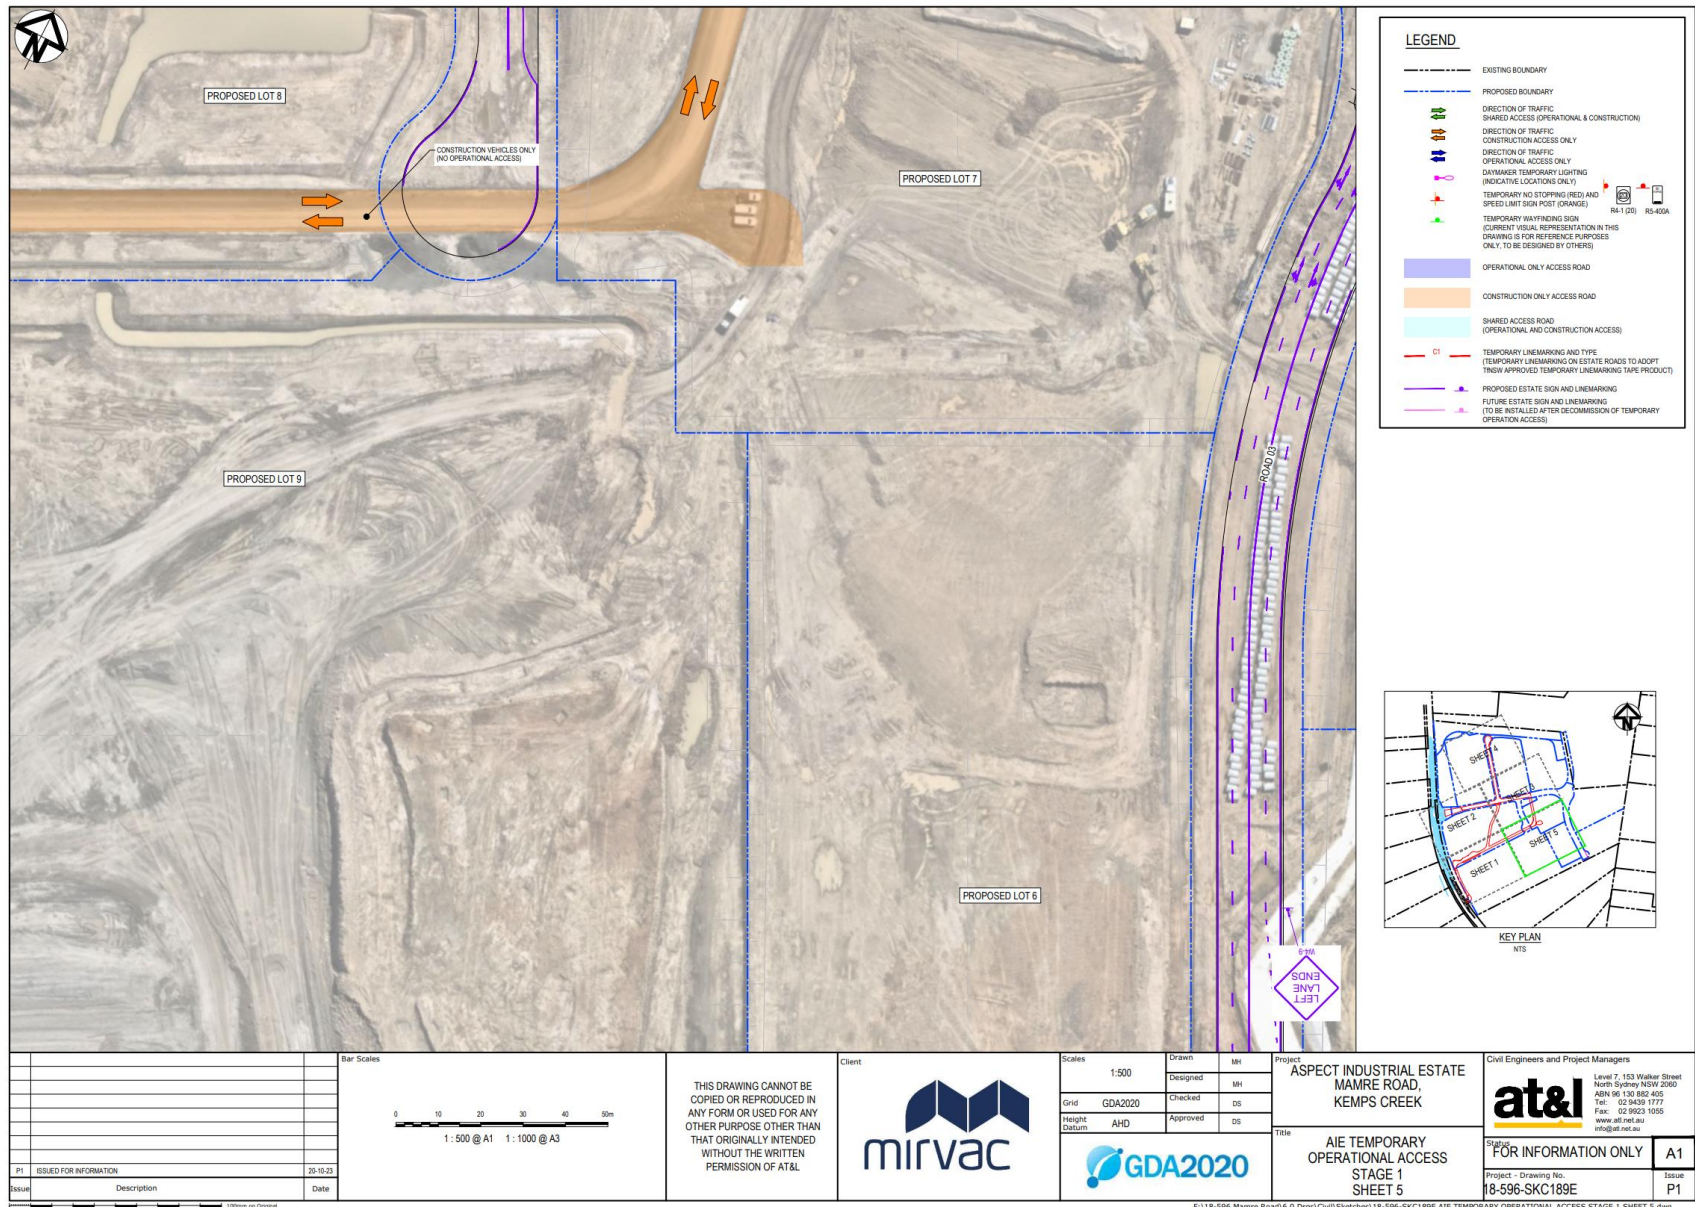 N
PROPOSED LOT 8
CONSTRUCTION VEHICLES ONLY
(NO OPERATIONAL ACCESS)
PROPOSED LOT 7
PROPOSED LOT 9
ROAD 03
PROPOSED LOT 6
W4-9
LEFT
LANE
ENDS
LEGEND
EXISTING BOUNDARY
PROPOSED BOUNDARY
DIRECTION OF TRAFFIC
SHARED ACCESS (OPERATIONAL & CONSTRUCTION)
DIRECTION OF TRAFFIC
CONSTRUCTION ACCESS ONLY
DIRECTION OF TRAFFIC
OPERATIONAL ACCESS ONLY
DAYMAKER TEMPORARY LIGHTING
(INDICATIVE LOCATIONS ONLY)
TEMPORARY NO STOPPING (RED) AND
SPEED LIMIT SIGN POST (ORANGE)
R4-1 (20) R5-400A
TEMPORARY WAYFINDING SIGN
(CURRENT VISUAL REPRESENTATION IN THIS
DRAWING IS FOR REFERENCE PURPOSES
ONLY, TO BE DESIGNED BY OTHERS)
OPERATIONAL ONLY ACCESS ROAD
CONSTRUCTION ONLY ACCESS ROAD
SHARED ACCESS ROAD
(OPERATIONAL AND CONSTRUCTION ACCESS)
C1
TEMPORARY LINEMARKING AND TYPE
(TEMPORARY LINEMARKING ON ESTATE ROADS TO ADOPT
TfNSW APPROVED TEMPORARY LINEMARKING TAPE PRODUCT)
PROPOSED ESTATE SIGN AND LINEMARKING
FUTURE ESTATE SIGN AND LINEMARKING
(TO BE INSTALLED AFTER DECOMMISSION OF TEMPORARY
OPERATION ACCESS)
N
SHEET 4
SHEET 3
SHEET 2
SHEET 5
SHEET 1
KEY PLAN
NTS
P1 ISSUED FOR INFORMATION 20-10-23
Issue Description Date
Bar Scales
0 10 20 30 40 50m
1 : 500 @ A1 1 : 1000 @ A3
THIS DRAWING CANNOT BE
COPIED OR REPRODUCED IN
ANY FORM OR USED FOR ANY
OTHER PURPOSE OTHER THAN
THAT ORIGINALLY INTENDED
WITHOUT THE WRITTEN
PERMISSION OF AT&L
Client
mirvac
Scales 1:500
Grid GDA2020
Height
Datum AHD
GDA2020
Drawn MH
Designed MH
Checked DS
Approved DS
Project
ASPECT INDUSTRIAL ESTATE
MAMRE ROAD,
KEMPS CREEK
Title
AIE TEMPORARY
OPERATIONAL ACCESS
STAGE 1
SHEET 5
Civil Engineers and Project Managers
at&l
Level 7, 153 Walker Street
North Sydney NSW 2060
ABN 96 130 882 405
Tel: 02 9439 1777
Fax: 02 9923 1055
www.atl.net.au
info@atl.net.au
Status
FOR INFORMATION ONLY
A1
Project - Drawing No.
18-596-SKC189E
Issue
P1
100mm on Original